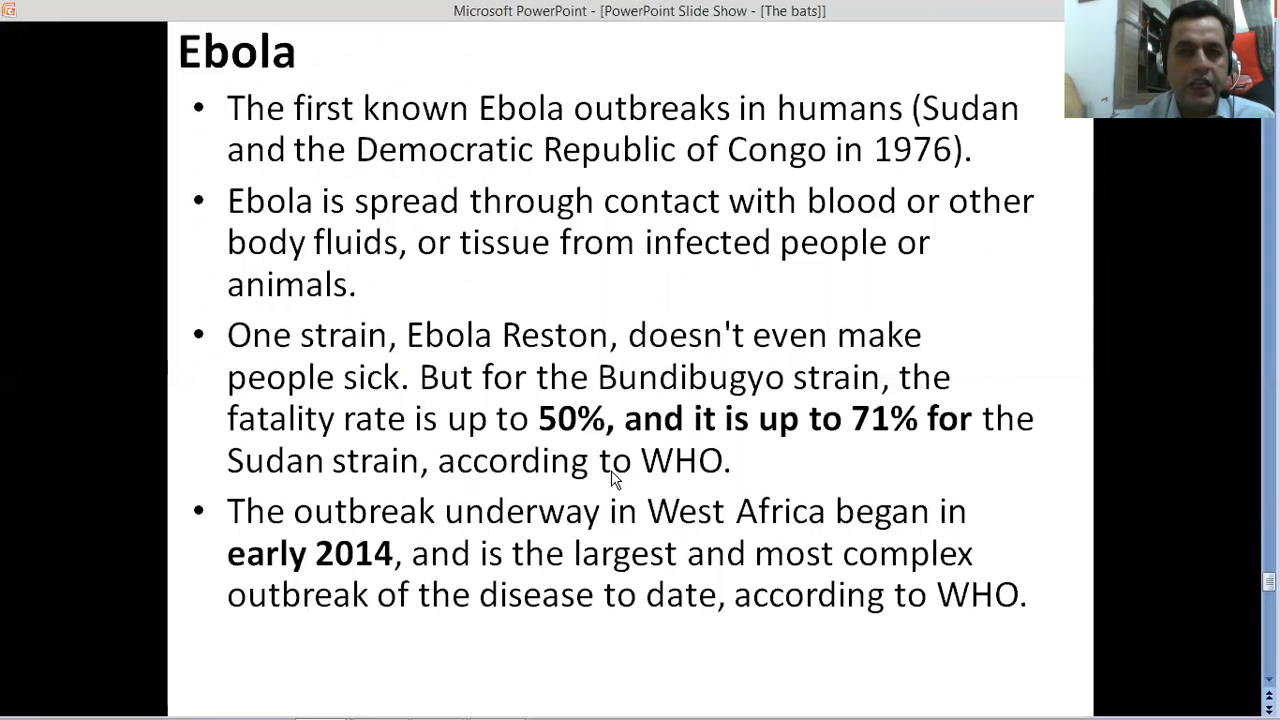 Microsoft PowerPoint - [PowerPoint Slide Show - [The bats]]
Ebola
• The first known Ebola outbreaks in humans (Sudan
and the Democratic Republic of Congo in 1976).
• Ebola is spread through contact with blood or other
body fluids, or tissue from infected people or
animals.
• One strain, Ebola Reston, doesn't even make
people sick. But for the Bundibugyo strain, the
fatality rate is up to 50%, and it is up to 71% for the
Sudan strain, according to WHO.
• The outbreak underway in West Africa began in
early 2014, and is the largest and most complex
outbreak of the disease to date, according to WHO.